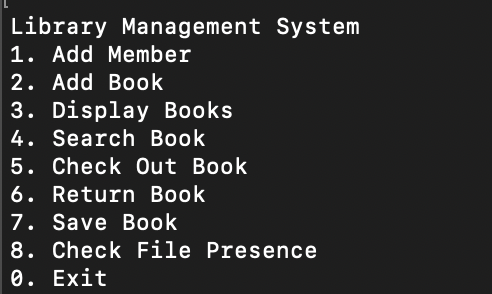 Library Management System
1. Add Member
2. Add Book
3. Display Books
4. Search Book
5. Check Out Book
6. Return Book
7. Save Book
8. Check File Presence
0. Exit